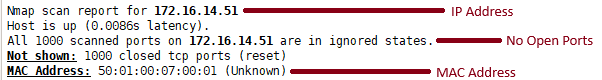 Nmap scan report for 172.16.14.51 IP Address
Host is up (0.0086s latency).
All 1000 scanned ports on 172.16.14.51 are in ignored states. No Open Ports
Not shown: 1000 closed tcp ports (reset)
MAC Address: 50:01:00:07:00:01 (Unknown) MAC Address